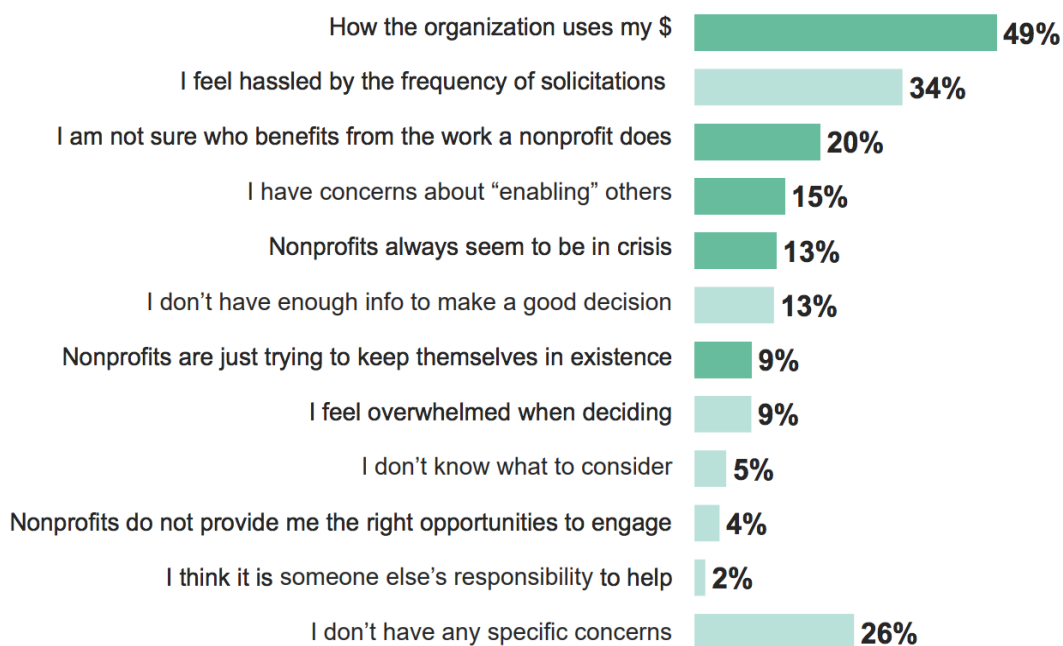 How the organization uses my $ 49%
I feel hassled by the frequency of solicitations 34%
I am not sure who benefits from the work a nonprofit does 20%
I have concerns about “enabling” others 15%
Nonprofits always seem to be in crisis 13%
I don’t have enough info to make a good decision 13%
Nonprofits are just trying to keep themselves in existence 9%
I feel overwhelmed when deciding 9%
I don’t know what to consider 5%
Nonprofits do not provide me the right opportunities to engage 4%
I think it is someone else’s responsibility to help 2%
I don’t have any specific concerns 26%